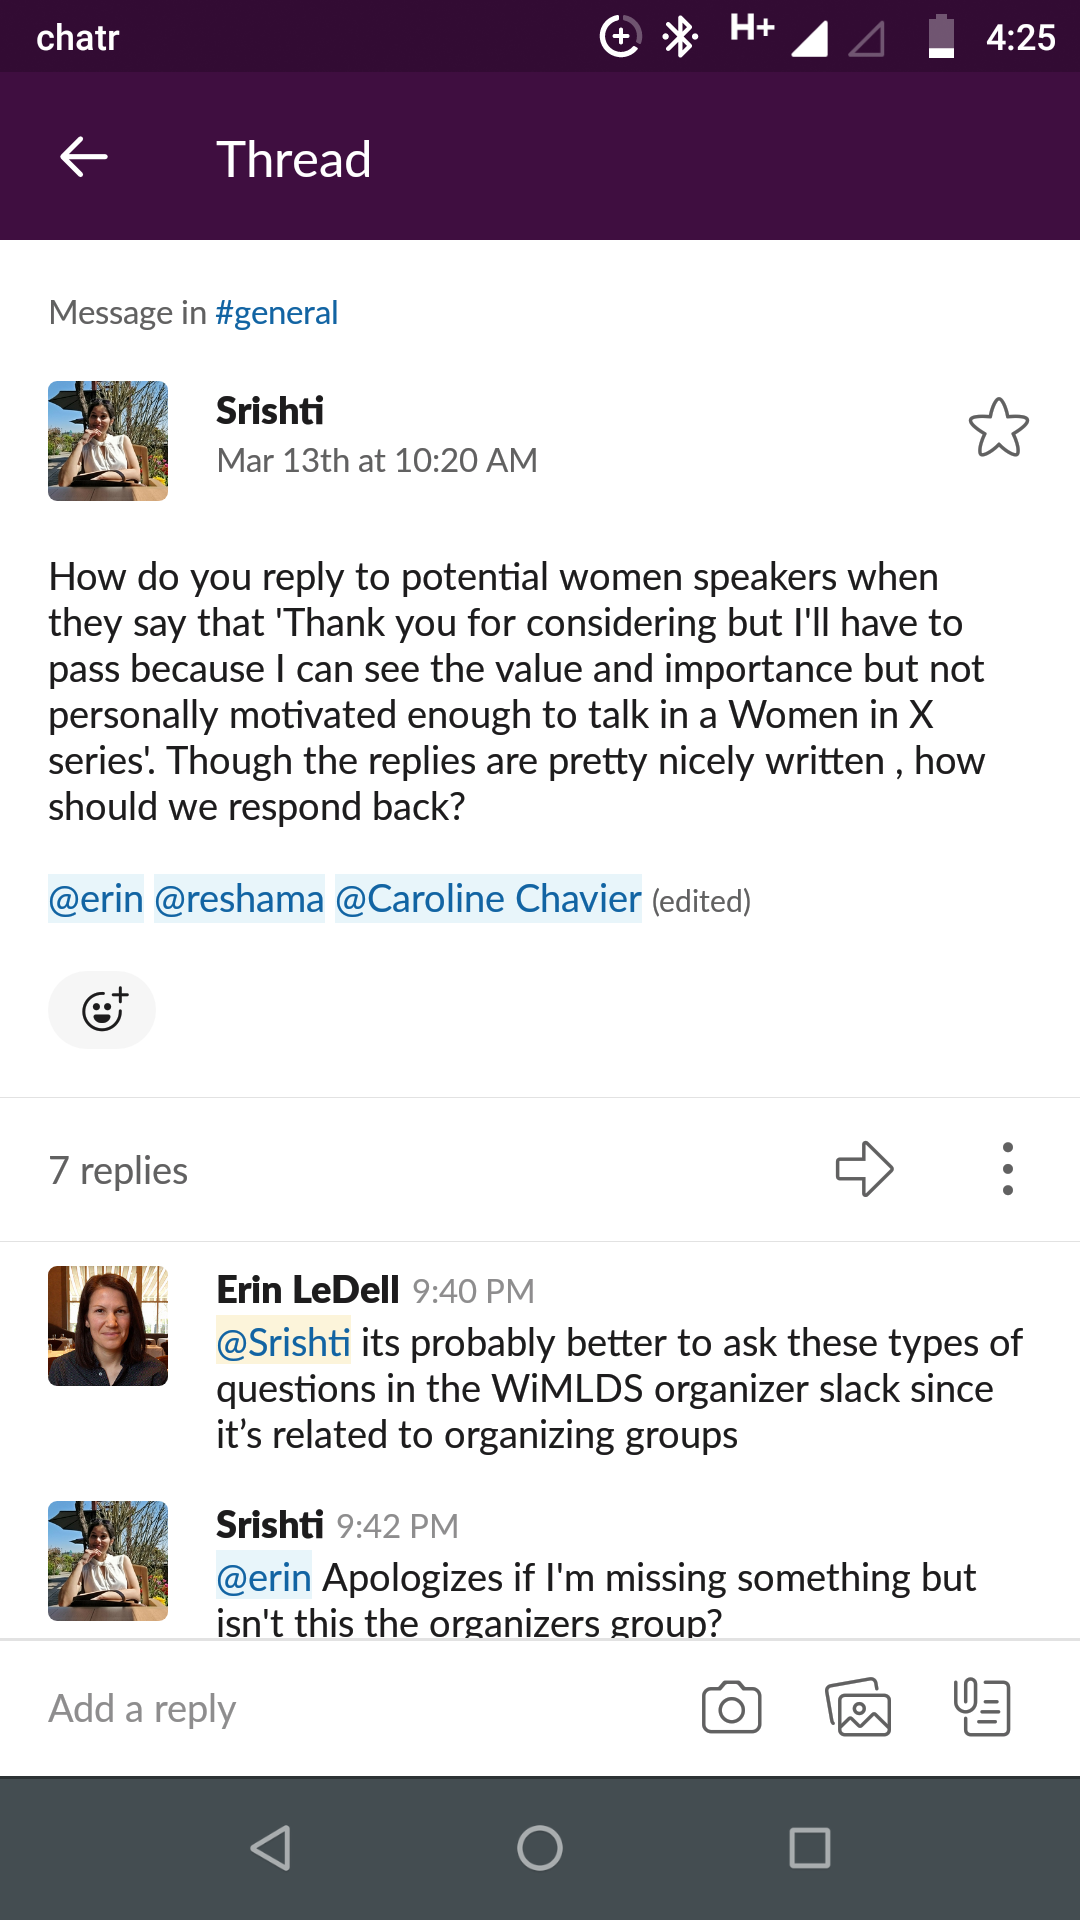 chatr H+ 4:25
Thread
Message in #general
Srishti
Mar 13th at 10:20 AM
How do you reply to potential women speakers when
they say that 'Thank you for considering but I'll have to
pass because I can see the value and importance but not
personally motivated enough to talk in a Women in X
series'. Though the replies are pretty nicely written , how
should we respond back?
@erin @reshama @Caroline Chavier (edited)
7 replies
Erin LeDell 9:40 PM
@Srishti its probably better to ask these types of
questions in the WiMLDS organizer slack since
it’s related to organizing groups
Srishti 9:42 PM
@erin Apologizes if I'm missing something but
isn't this the organizers group?
Add a reply